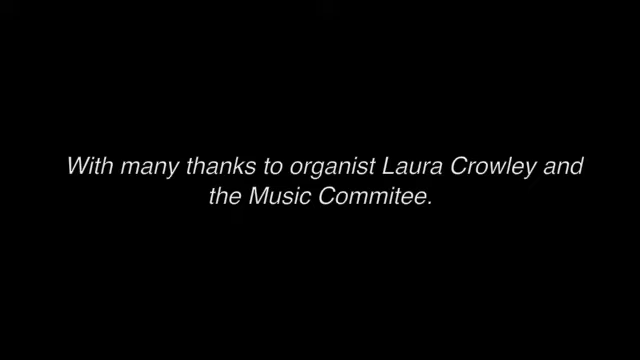 With many thanks to organist Laura Crowley and
the Music Commitee.